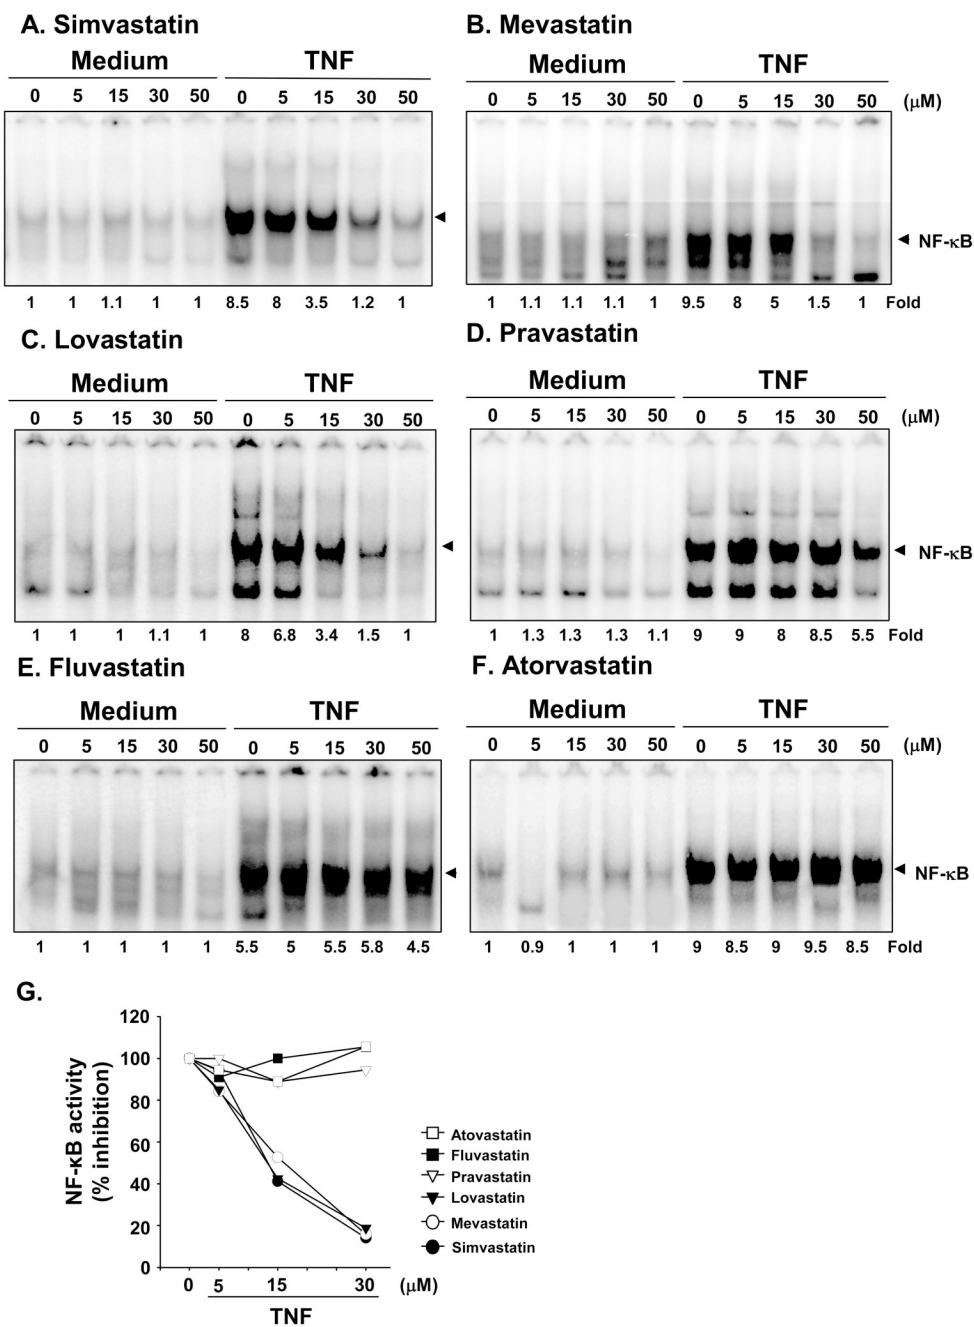 A. Simvastatin
Medium TNF
0 5 15 30 50 0 5 15 30 50
1 1 1.1 1 1 8.5 8 3.5 1.2 1
B. Mevastatin
Medium TNF
0 5 15 30 50 0 5 15 30 50 (μM)
NF-κB
1 1.1 1.1 1.1 1 9.5 8 5 1.5 1 Fold
C. Lovastatin
Medium TNF
0 5 15 30 50 0 5 15 30 50
1 1 1 1.1 1 8 6.8 3.4 1.5 1
D. Pravastatin
Medium TNF
0 5 15 30 50 0 5 15 30 50 (μM)
NF-κB
1 1.3 1.3 1.3 1.1 9 9 8 8.5 5.5 Fold
E. Fluvastatin
Medium TNF
0 5 15 30 50 0 5 15 30 50
1 1 1 1 1 5.5 5 5.5 5.8 4.5
F. Atorvastatin
Medium TNF
0 5 15 30 50 0 5 15 30 50 (μM)
NF-κB
1 0.9 1 1 1 9 8.5 9 9.5 8.5 Fold
G.
NF-κB activity
(% inhibition)
120
100
80
60
40
20
0
0 5 15 30 (μM)
TNF
Atovastatin
Fluvastatin
Pravastatin
Lovastatin
Mevastatin
Simvastatin